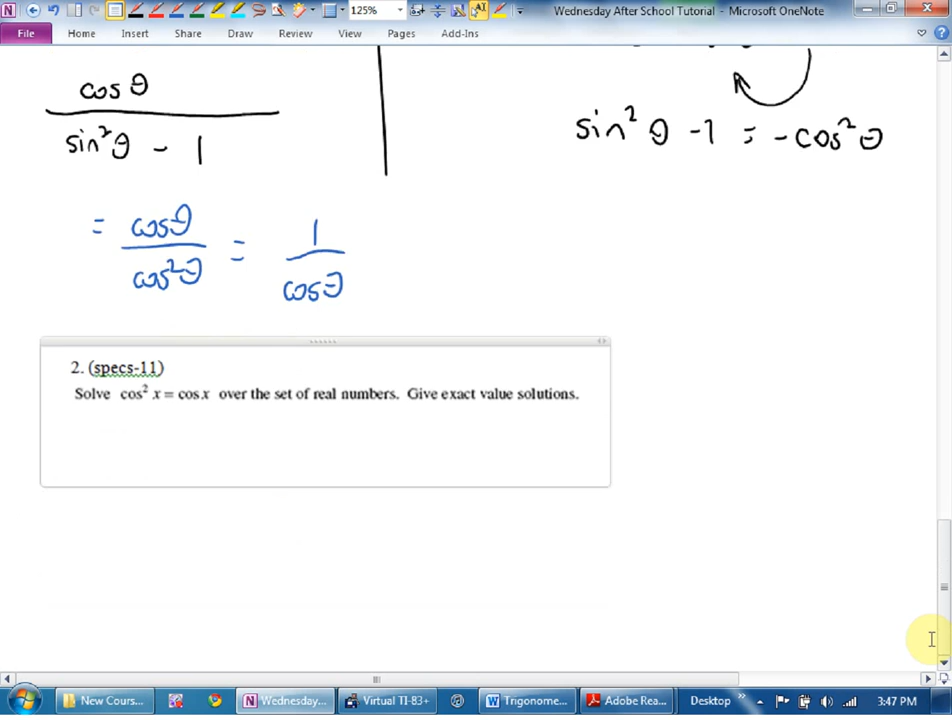 125%
Wednesday After School Tutorial - Microsoft OneNote
File Home Insert Share Draw Review View Pages Add-Ins
cosθ
sin²θ - 1
sin²θ -1 = -cos²θ
= cosθ / cos²θ = 1 / cosθ
2. (specs-11)
Solve cos² x = cos x over the set of real numbers. Give exact value solutions.
New Cours... Wednesday... Virtual TI-83+ Trigonome... Adobe Rea... Desktop » 3:47 PM